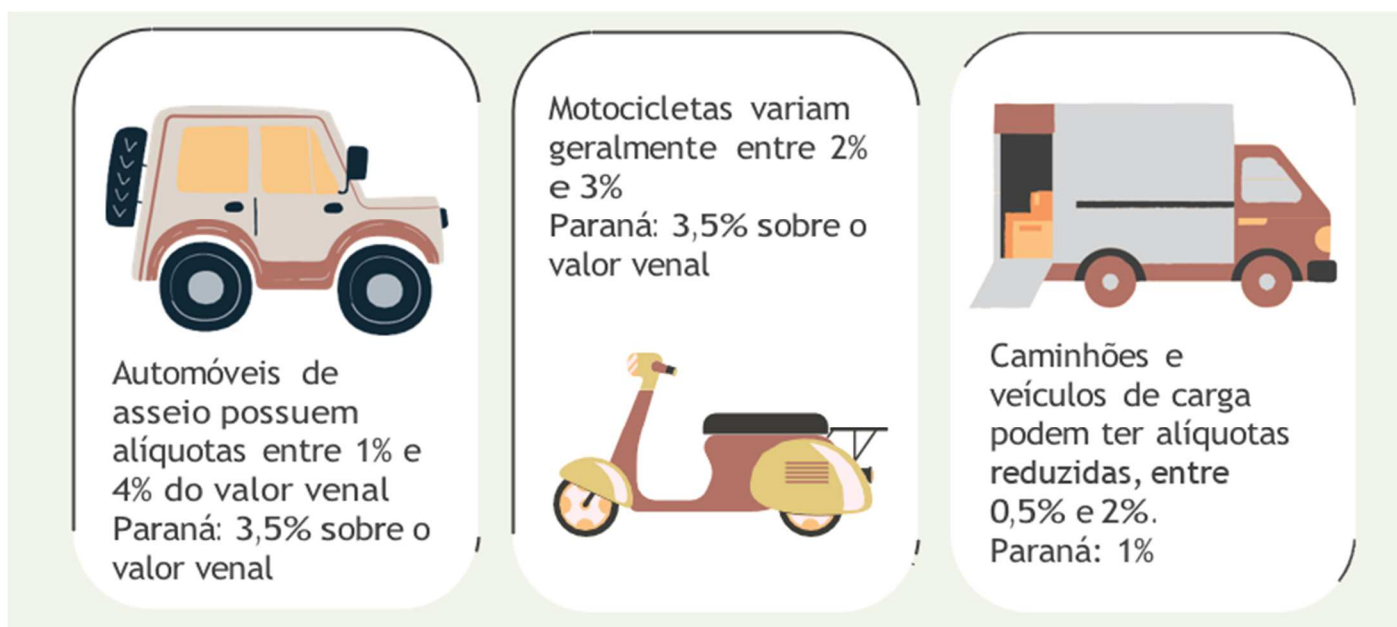 Automóveis de
asseio possuem
alíquotas entre 1% e
4% do valor venal
Paraná: 3,5% sobre o
valor venal
Motocicletas variam
geralmente entre 2%
e 3%
Paraná: 3,5% sobre o
valor venal
Caminhões e
veículos de carga
podem ter alíquotas
reduzidas, entre
0,5% e 2%.
Paraná: 1%